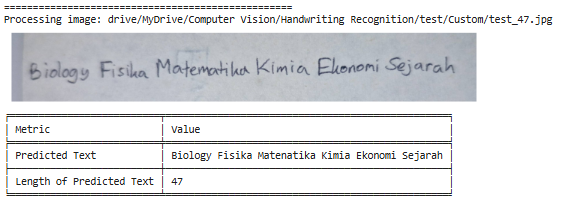 ==================================================
Processing image: drive/MyDrive/Computer Vision/Handwriting Recognition/test/Custom/test_47.jpg
Biology Fisika Matematika Kimia Ekonomi Sejarah
Metric Value
Predicted Text Biology Fisika Matenatika Kimia Ekonomi Sejarah
Length of Predicted Text 47